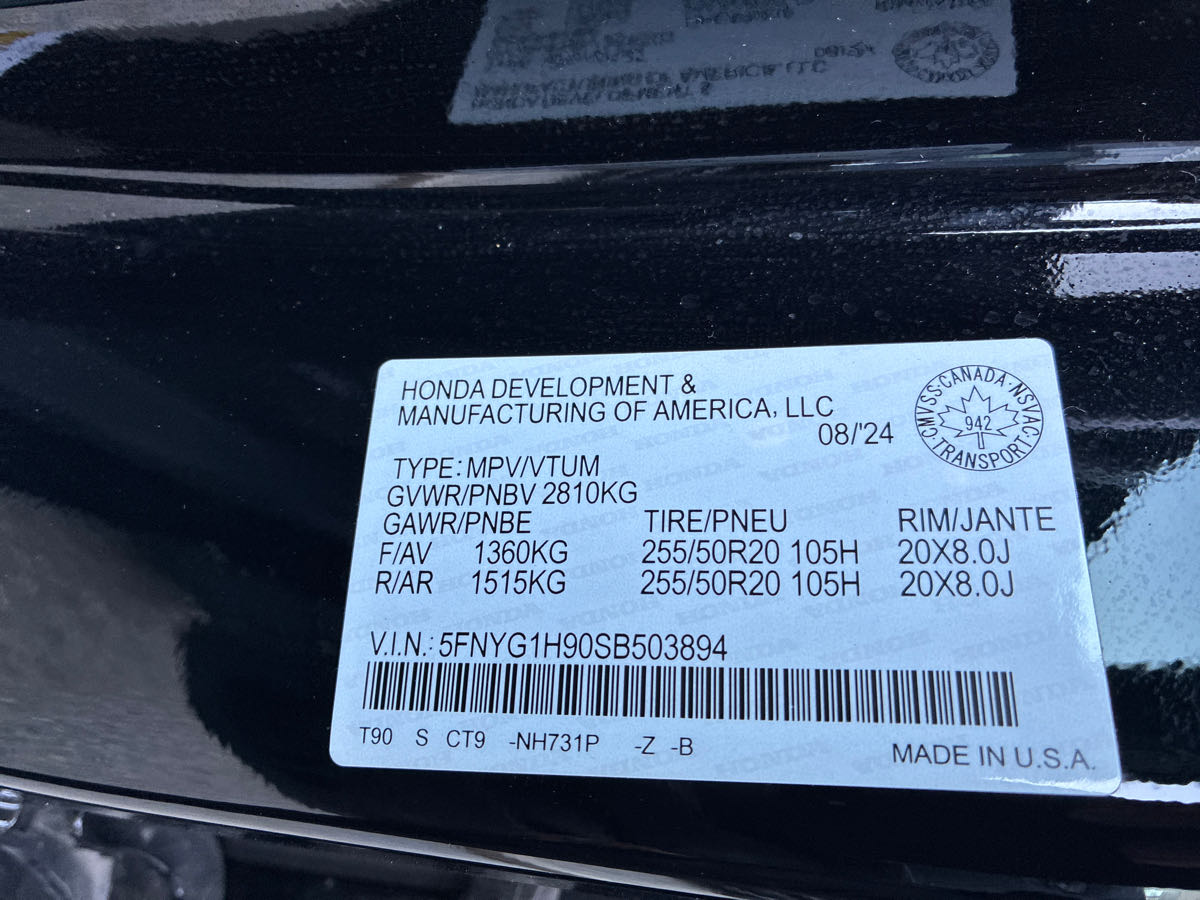 HONDA DEVELOPMENT &
MANUFACTURING OF AMERICA, LLC
08/'24
CMVSS·CANADA·NSVAC·TRANSPORT
942
TYPE: MPV/VTUM
GVWR/PNBV 2810KG
GAWR/PNBE TIRE/PNEU RIM/JANTE
F/AV 1360KG 255/50R20 105H 20X8.0J
R/AR 1515KG 255/50R20 105H 20X8.0J
V.I.N.: 5FNYG1H90SB503894
T90 S CT9 -NH731P -Z -B
MADE IN U.S.A.